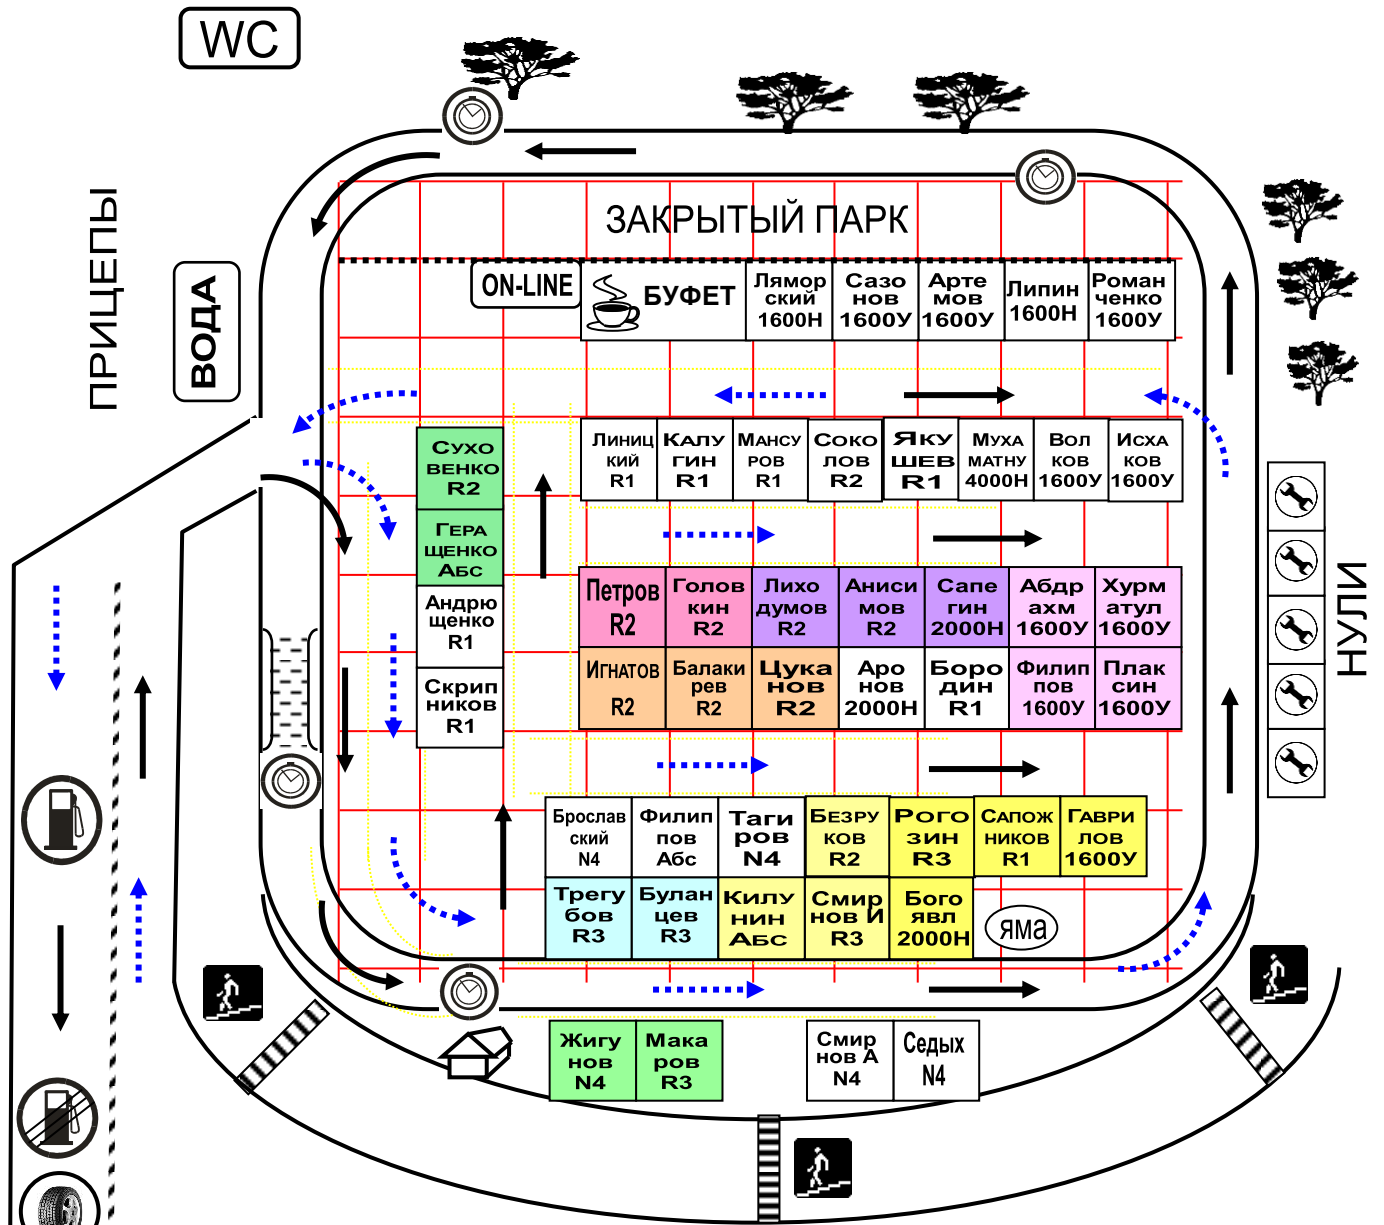 WC
ПРИЦЕПЫ
ВОДА
ЗАКРЫТЫЙ ПАРК
ON-LINE
БУФЕТ
Лямор
ский
1600Н
Сазо
нов
1600У
Арте
мов
1600У
Липин
1600Н
Роман
ченко
1600У
Сухо
венко
R2
Гера
щенко
Абс
Андрю
щенко
R1
Скрип
ников
R1
Линиц
кий
R1
Калу
гин
R1
Мансу
ров
R1
Соко
лов
R2
Яку
шев
R1
Муха
матну
4000Н
Вол
ков
1600У
Исха
ков
1600У
Петров
R2
Голов
кин
R2
Лихо
думов
R2
Аниси
мов
R2
Сапе
гин
2000Н
Абдр
ахм
1600У
Хурм
атул
1600У
Игнатов
R2
Балаки
рев
R2
Цука
нов
R2
Аро
нов
2000Н
Боро
дин
R1
Филип
пов
1600У
Плак
син
1600У
НУЛИ
Брослав
ский
N4
Филип
пов
Абс
Таги
ров
N4
Безру
ков
R2
Рого
зин
R3
Сапож
ников
R1
Гаври
лов
1600У
Трегу
бов
R3
Булан
цев
R3
Килу
нин
Абс
Смир
нов И
R3
Бого
явл
2000Н
яма
Жигу
нов
N4
Мака
ров
R3
Смир
нов А
N4
Седых
N4